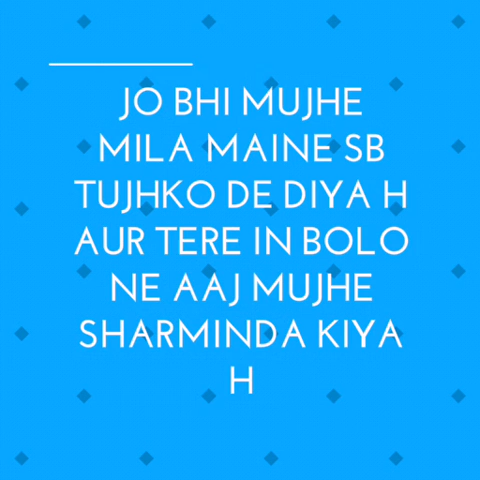 JO BHI MUJHE
MILA MAINE SB
TUJHKO DE DIYA H
AUR TERE IN BOLO
NE AAJ MUJHE
SHARMINDA KIYA
H